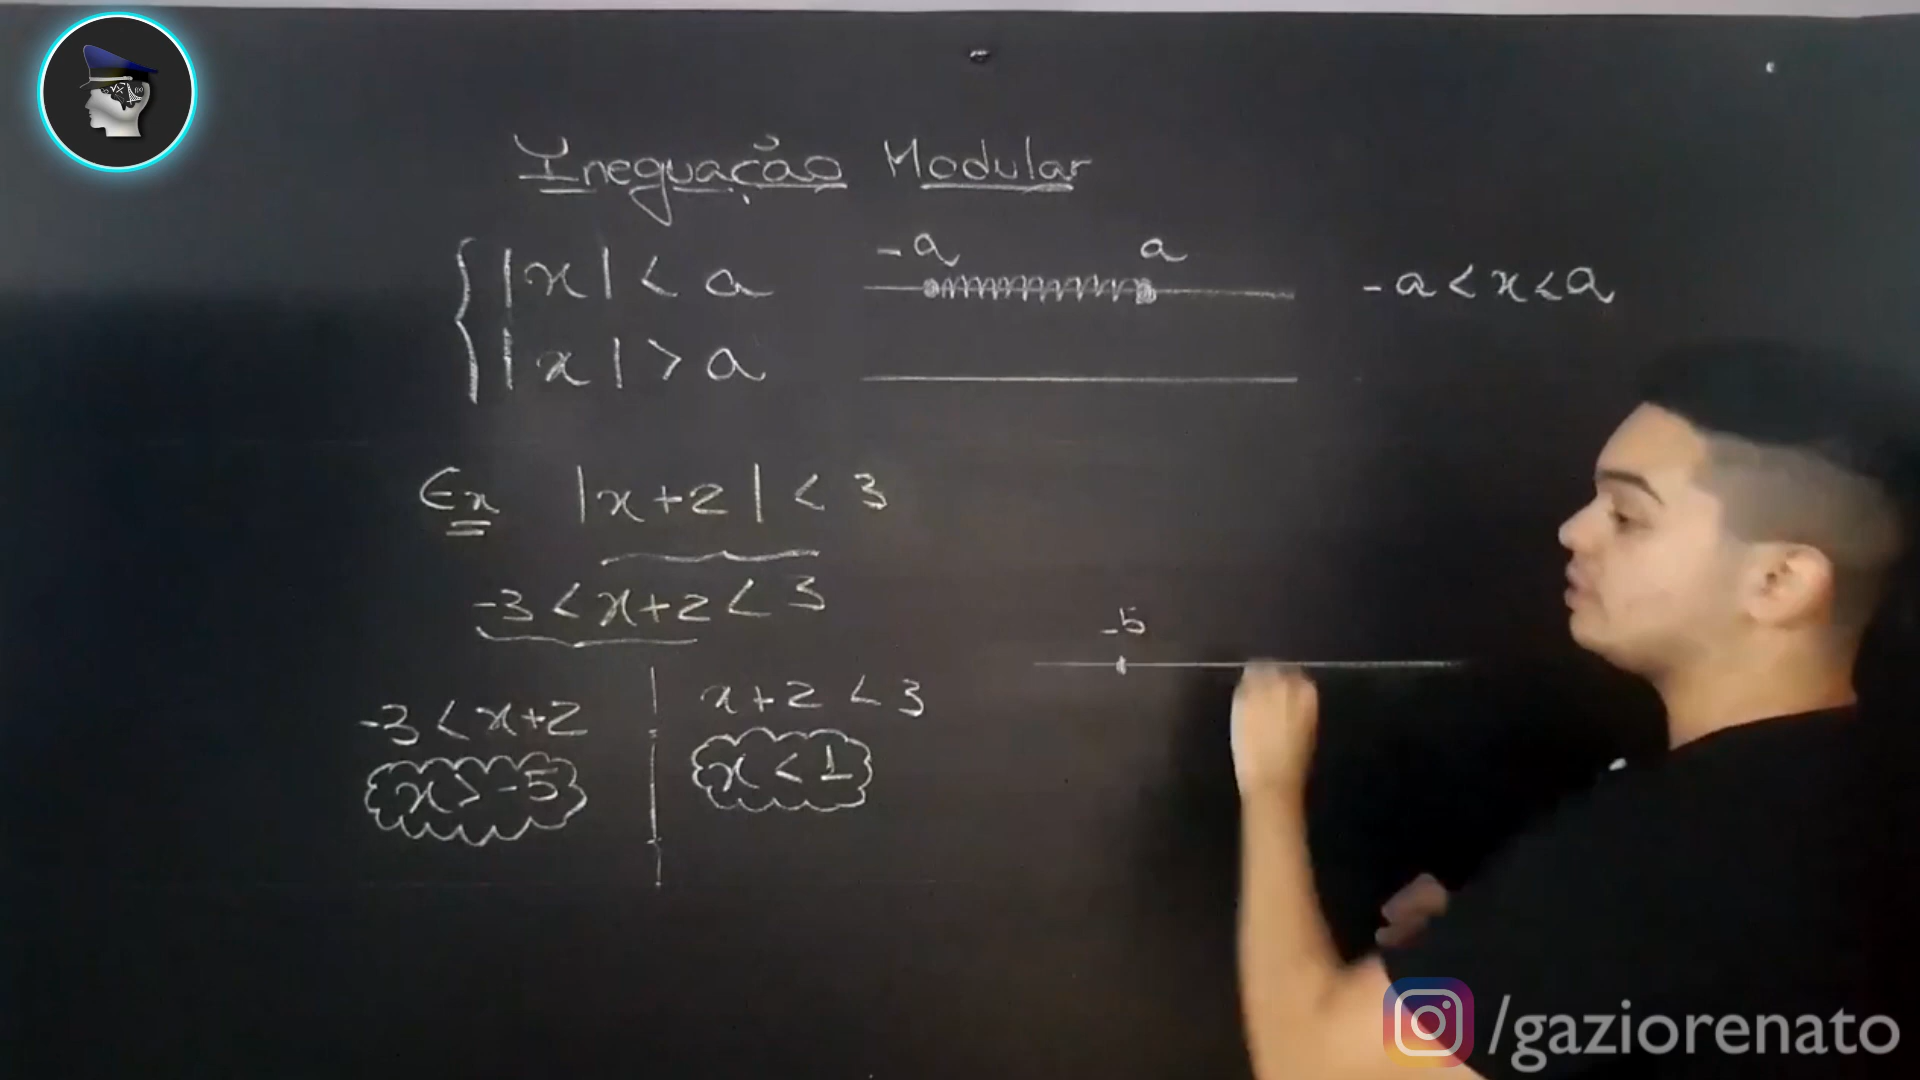 Inequação Modular
|x| < a -a a -a < x < a
|x| > a
Ex |x+2| < 3
-3 < x+2 < 3
-5
-3 < x+2 x+2 < 3
x > -5 x < 1
/gaziorenato